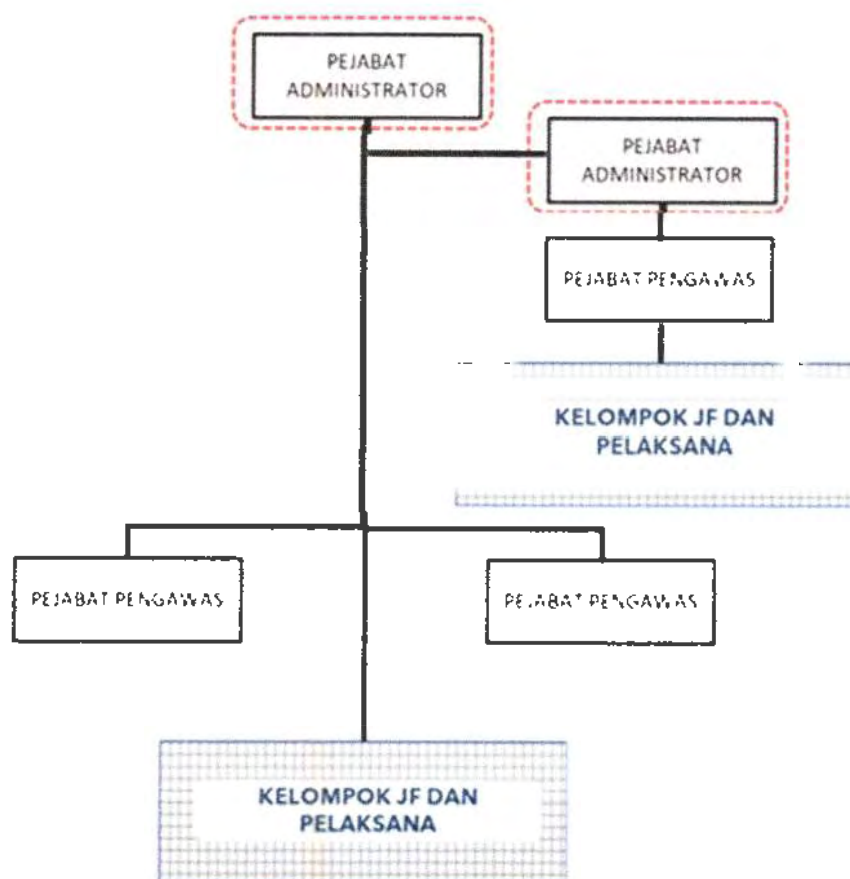 PEJABAT
ADMINISTRATOR
PEJABAT
ADMINISTRATOR
PEJABAT PENGAWAS
KELOMPOK JF DAN
PELAKSANA
PEJABAT PENGAWAS
PEJABAT PENGAWAS
KELOMPOK JF DAN
PELAKSANA